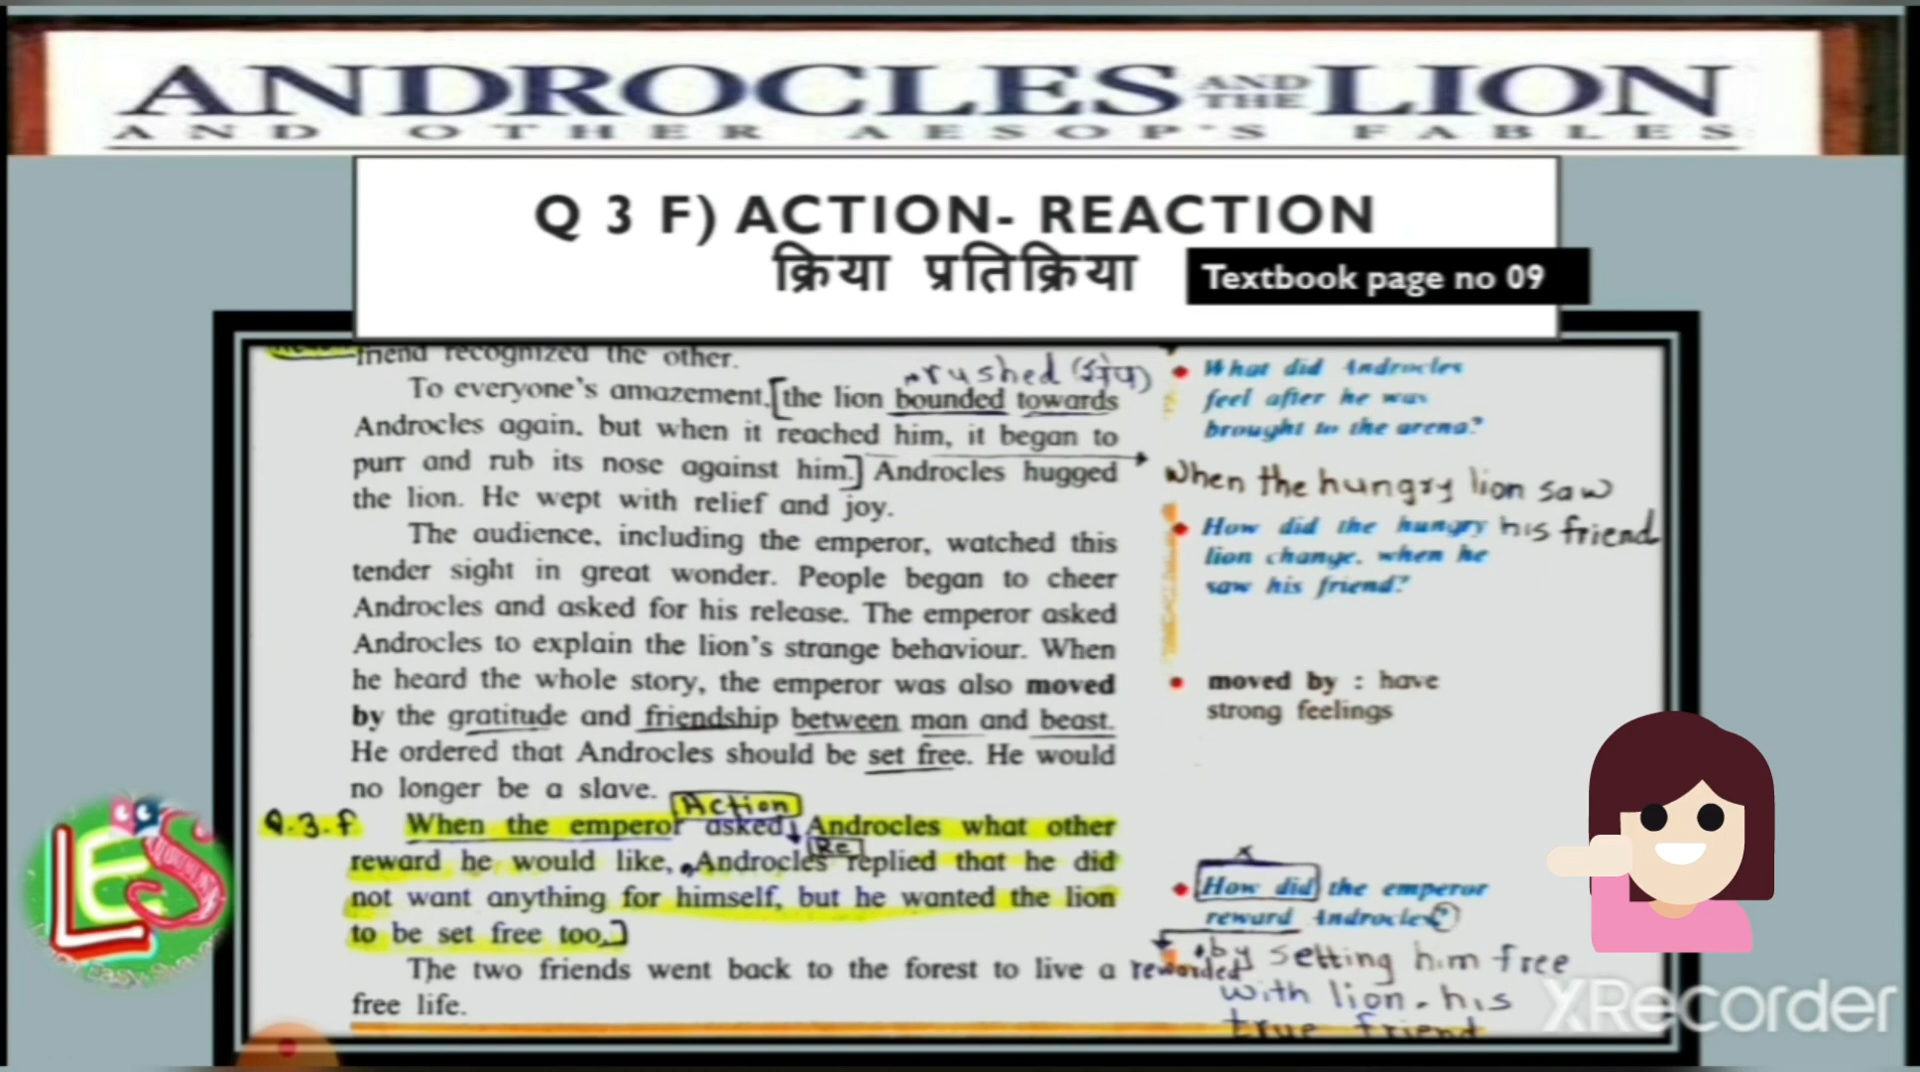 ANDROCLES AND THE LION
AND OTHER AESOP'S FABLES
Q 3 F) ACTION- REACTION
क्रिया प्रतिक्रिया
Textbook page no 09
friend recognized the other.
rushed
To everyone's amazement, [the lion bounded towards
Androcles again, but when it reached him, it began to
purr and rub its nose against him.] Androcles hugged
the lion. He wept with relief and joy.
The audience, including the emperor, watched this
tender sight in great wonder. People began to cheer
Androcles and asked for his release. The emperor asked
Androcles to explain the lion's strange behaviour. When
he heard the whole story, the emperor was also moved
by the gratitude and friendship between man and beast.
He ordered that Androcles should be set free. He would
no longer be a slave.
Action
Q.3.f
When the emperor asked Androcles what other
Re
reward he would like, Androcles replied that he did
not want anything for himself, but he wanted the lion
to be set free too.]
The two friends went back to the forest to live a
free life.
What did Androcles
feel after he was
brought to the arena?
When the hungry lion saw
his friend
How did the hungry
lion change, when he
saw his friend?
moved by : have
strong feelings
How did the emperor
reward Androcles?
rewarded by setting him free
with lion. his
true friend
LES
XRecorder